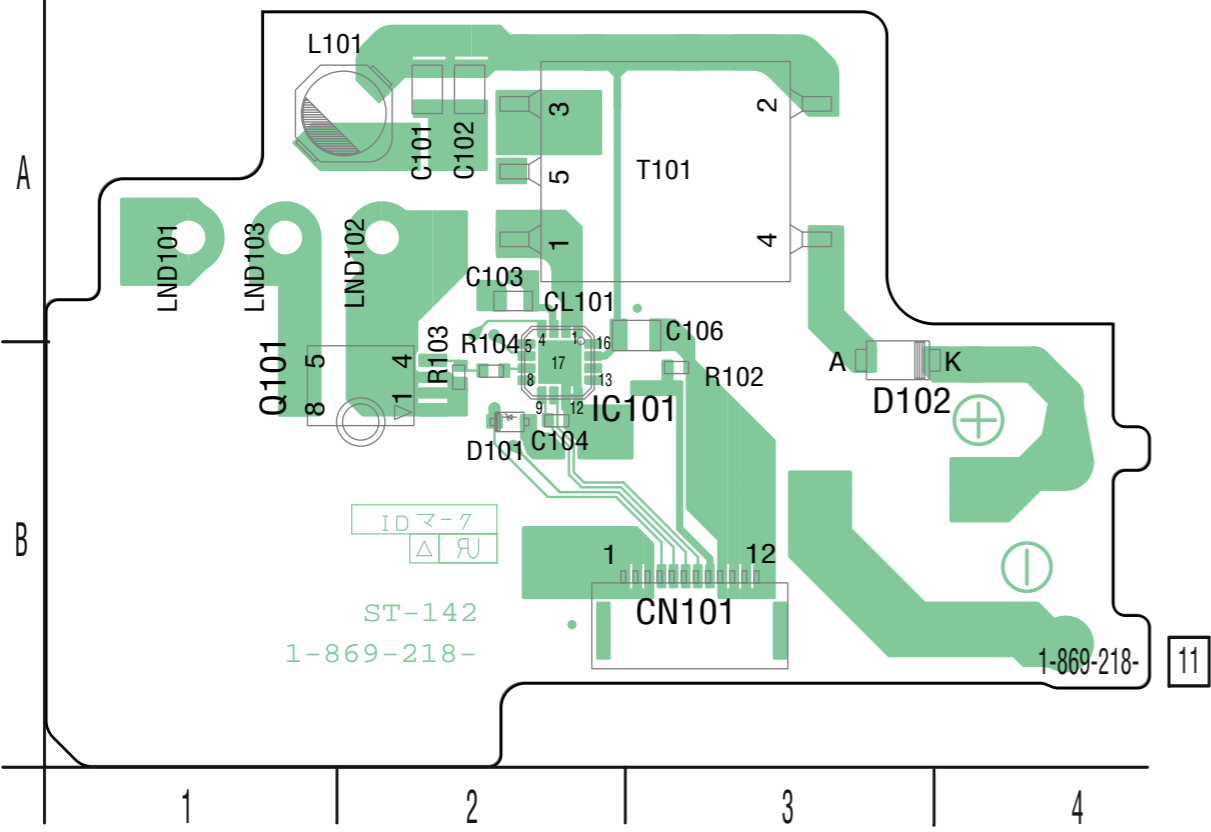 L101
C101
C102
3
2
A
5
T101
LND101
LND103
LND102
1
4
C103
CL101
4
1
16
C106
R103
R104
5
17
R102
A
K
Q101
5
4
8
13
8
1
9
12
IC101
D102
D101
C104
+
B
IDマーク
1
12
−
CN101
ST-142
1-869-218-
1-869-218-
11
1
2
3
4